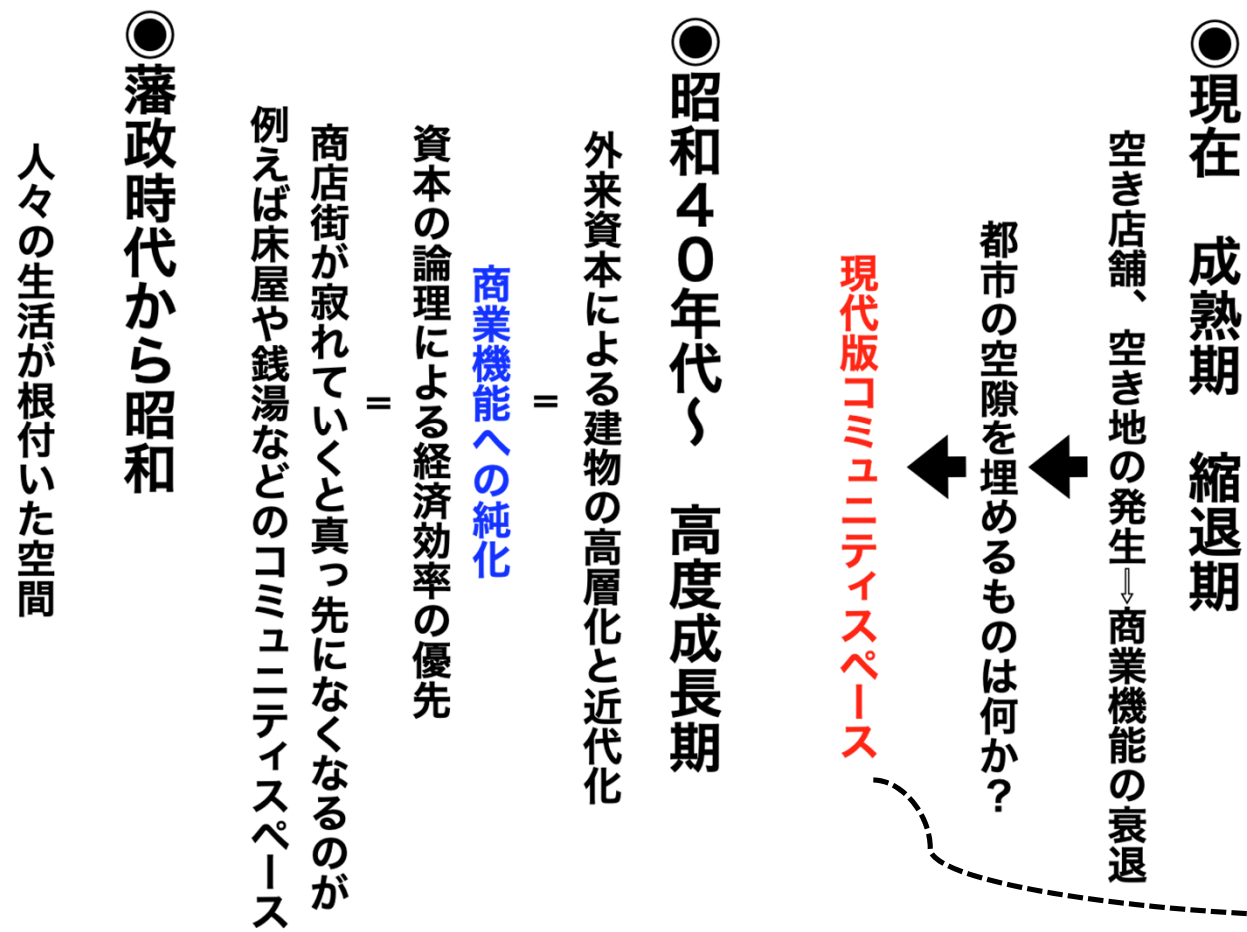 ◉現在　成熟期　縮退期
空き店舗、空き地の発生⇨商業機能の衰退
都市の空隙を埋めるものは何か？
現代版コミュニティスペース
◉昭和４０年代〜　高度成長期
外来資本による建物の高層化と近代化
＝
商業機能への純化
資本の論理による経済効率の優先
＝
商店街が寂れていくと真っ先になくなるのが
例えば床屋や銭湯などのコミュニティスペース
◉藩政時代から昭和
人々の生活が根付いた空間